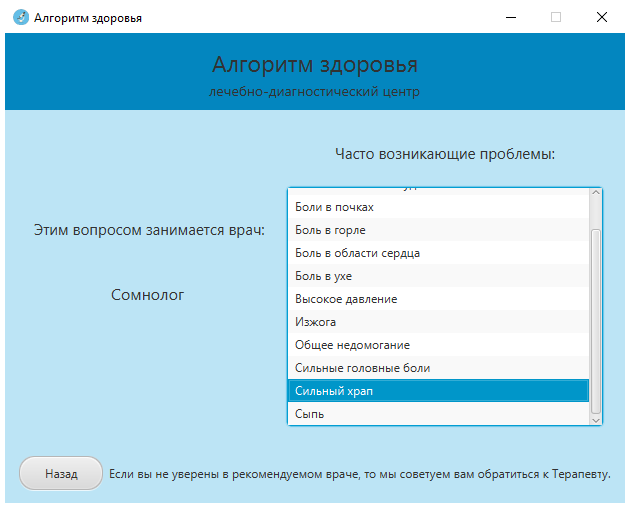 Алгоритм здоровья
Алгоритм здоровья
лечебно-диагностический центр
Часто возникающие проблемы:
Этим вопросом занимается врач:
Сомнолог
Боли в почках
Боль в горле
Боль в области сердца
Боль в ухе
Высокое давление
Изжога
Общее недомогание
Сильные головные боли
Сильный храп
Сыпь
Назад
Если вы не уверены в рекомендуемом враче, то мы советуем вам обратиться к Терапевту.